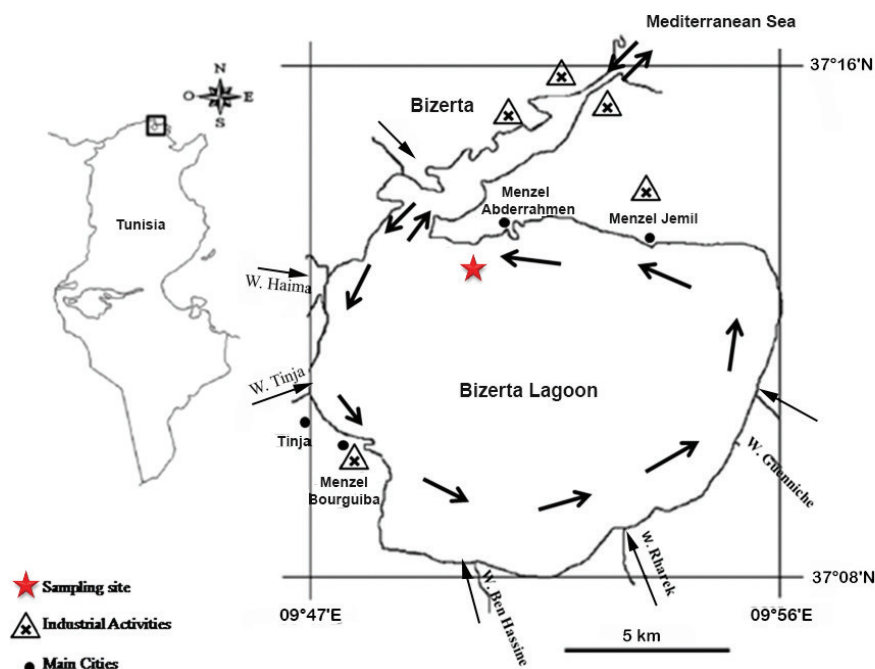 Mediterranean Sea
37°16'N
N
O
E
S
Bizerta
Tunisia
Menzel
Abderrahmen
Menzel Jemil
W. Haima
W. Tinja
Bizerta Lagoon
Tinja
Menzel
Bourguiba
W. Guenniche
W. Rharek
W. Ben Hassine
37°08'N
09°47'E
09°56'E
5 km
Sampling site
Industrial Activities
Main Cities